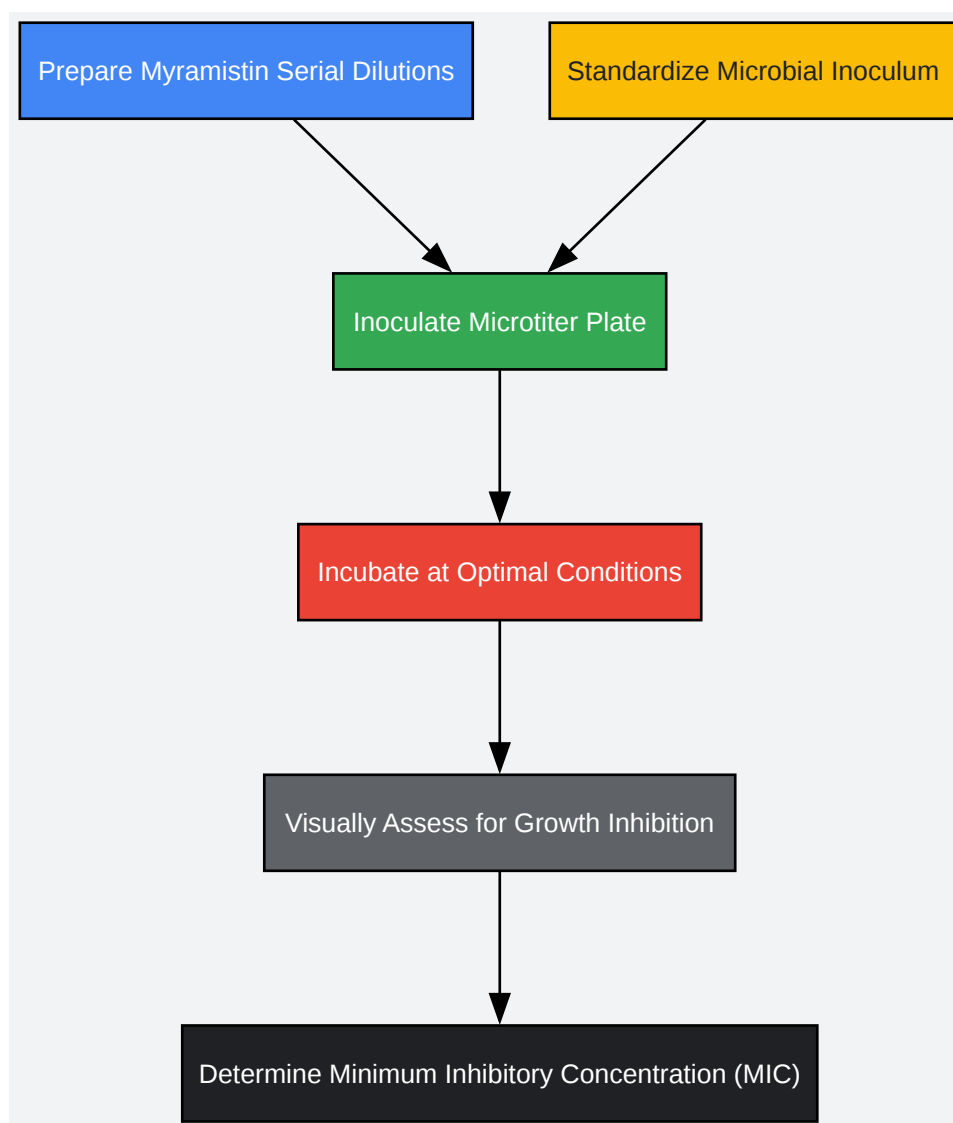 Prepare Myramistin Serial Dilutions
Standardize Microbial Inoculum
Inoculate Microtiter Plate
Incubate at Optimal Conditions
Visually Assess for Growth Inhibition
Determine Minimum Inhibitory Concentration (MIC)